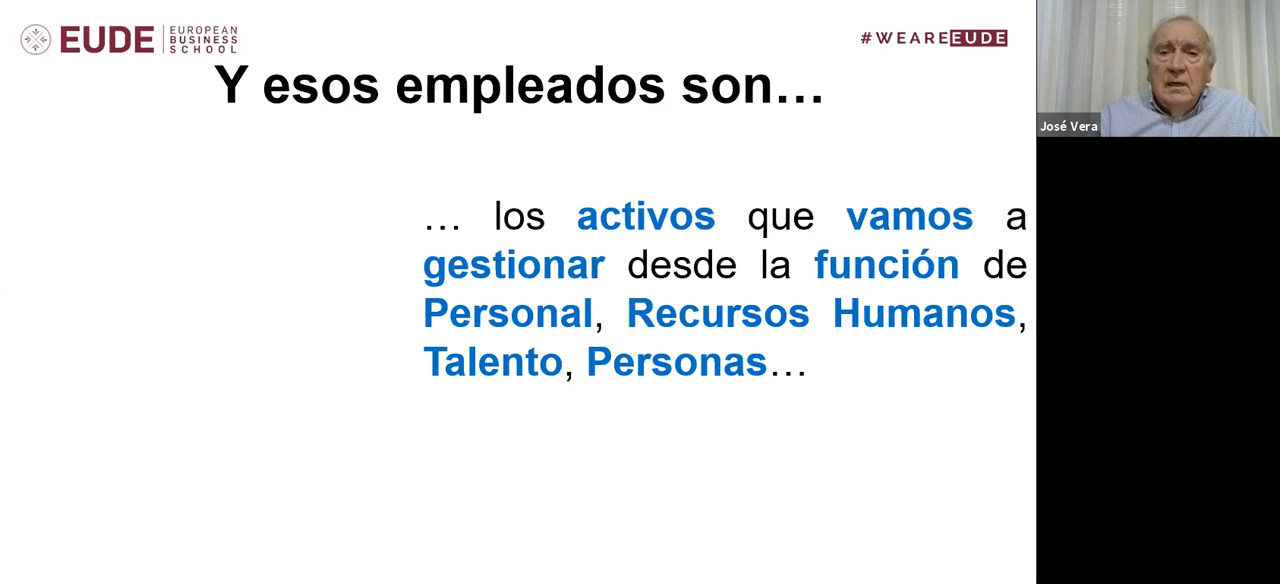 EUDE
EUROPEAN
BUSINESS
SCHOOL
#WEAREEUDE
Y esos empleados son…
José Vera
… los activos que vamos a
gestionar desde la función de
Personal, Recursos Humanos,
Talento, Personas…